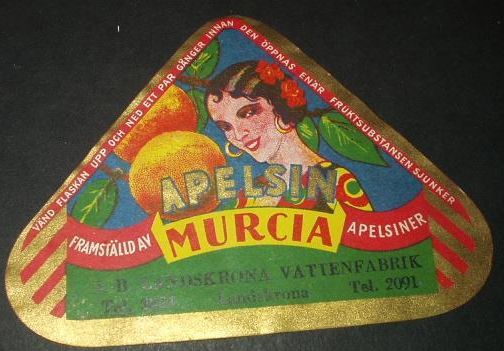 VÄND FLASKAN UPP OCH NED ETT PAR GÅNGER INNAN DEN ÖPPNAS ENÄR FRUKTSUBSTANSEN SJUNKER
APELSIN
FRAMSTÄLLD AV MURCIA APELSINER
A. B. LANDSKRONA VATTENFABRIK
Tel. Landskrona Tel. 2091